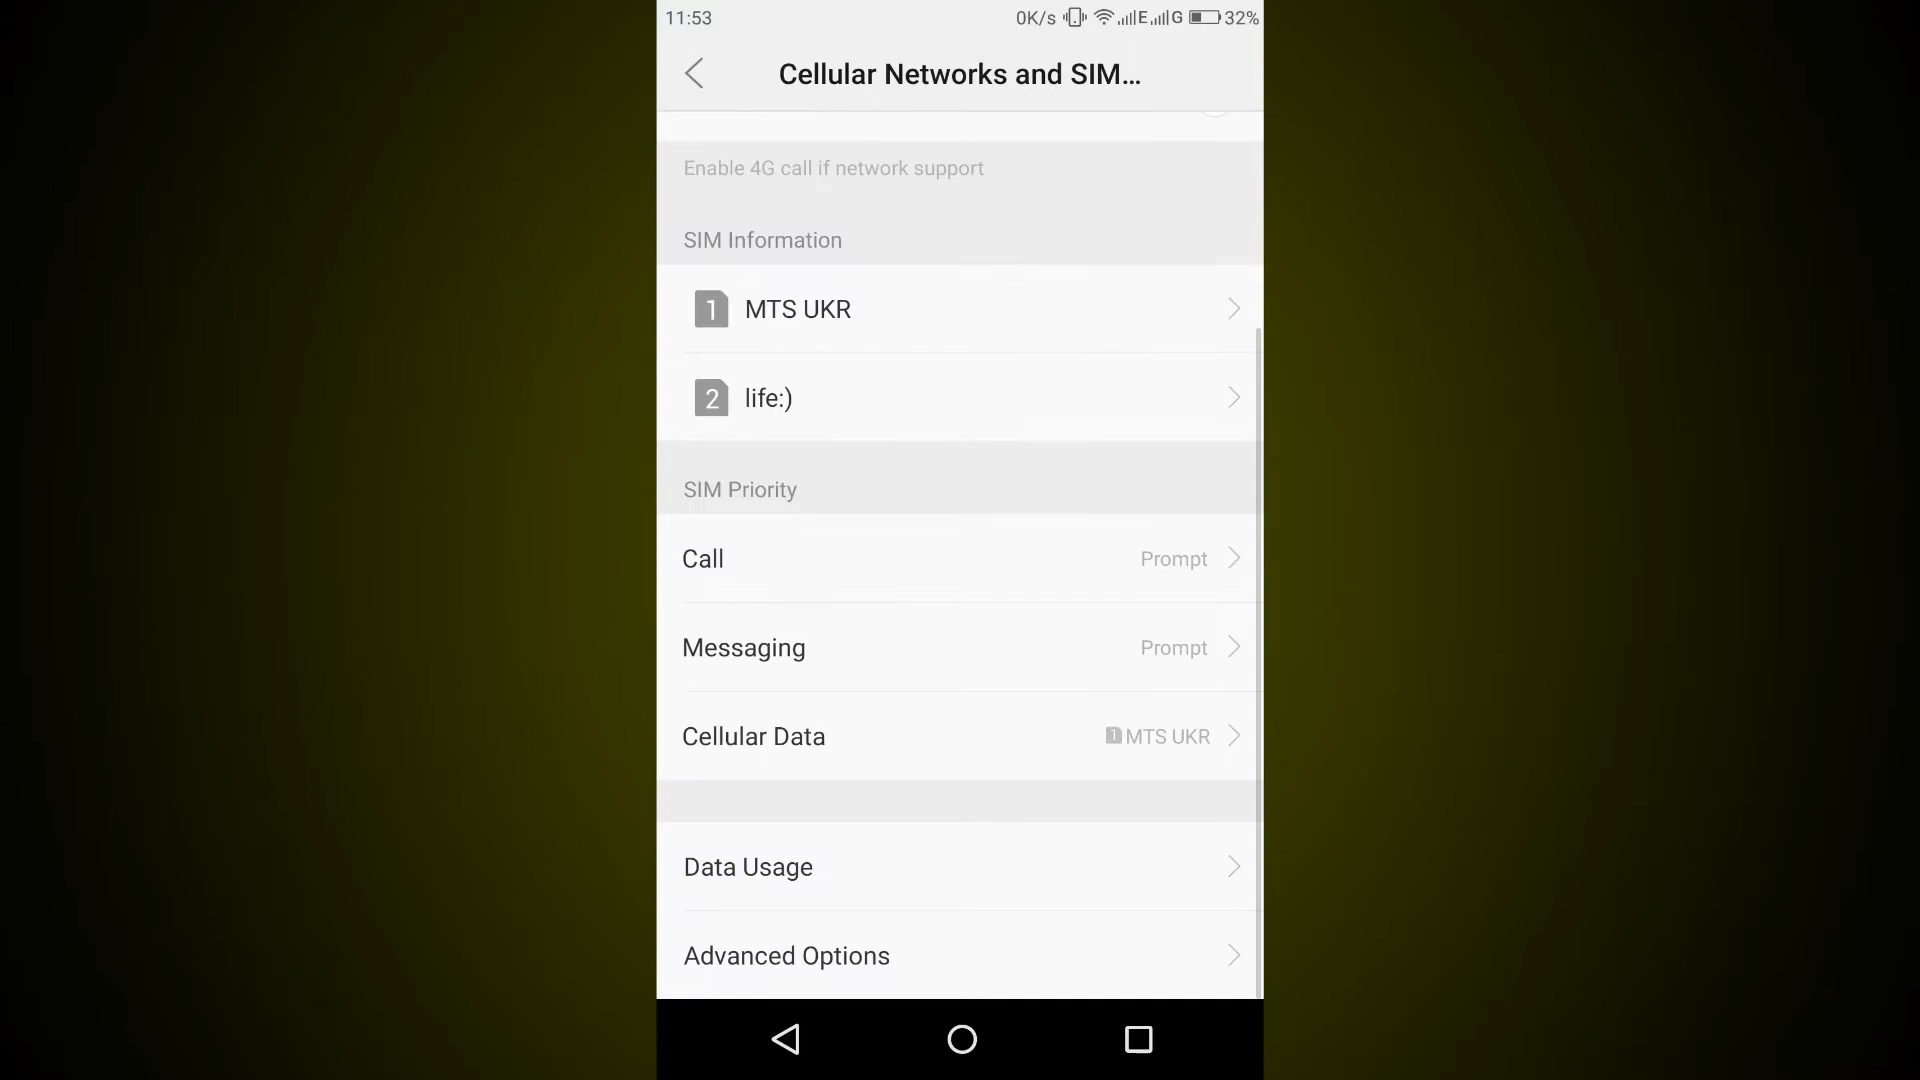 11:53 0K/s E G 32%
Cellular Networks and SIM...
Enable 4G call if network support
SIM Information
1 MTS UKR
2 life:)
SIM Priority
Call Prompt
Messaging Prompt
Cellular Data 1 MTS UKR
Data Usage
Advanced Options